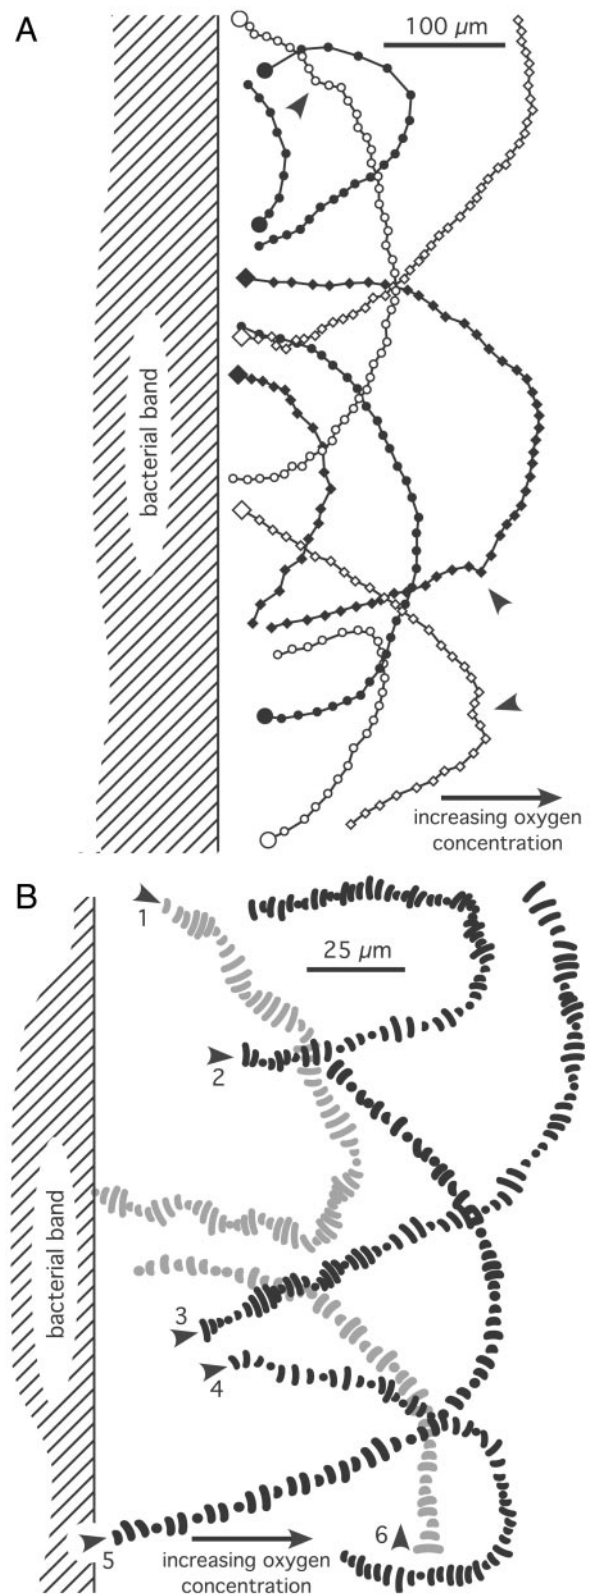 A
100 µm
bacterial band
increasing oxygen
concentration
B
1
25 µm
2
bacterial band
3
4
6
5
increasing oxygen
concentration